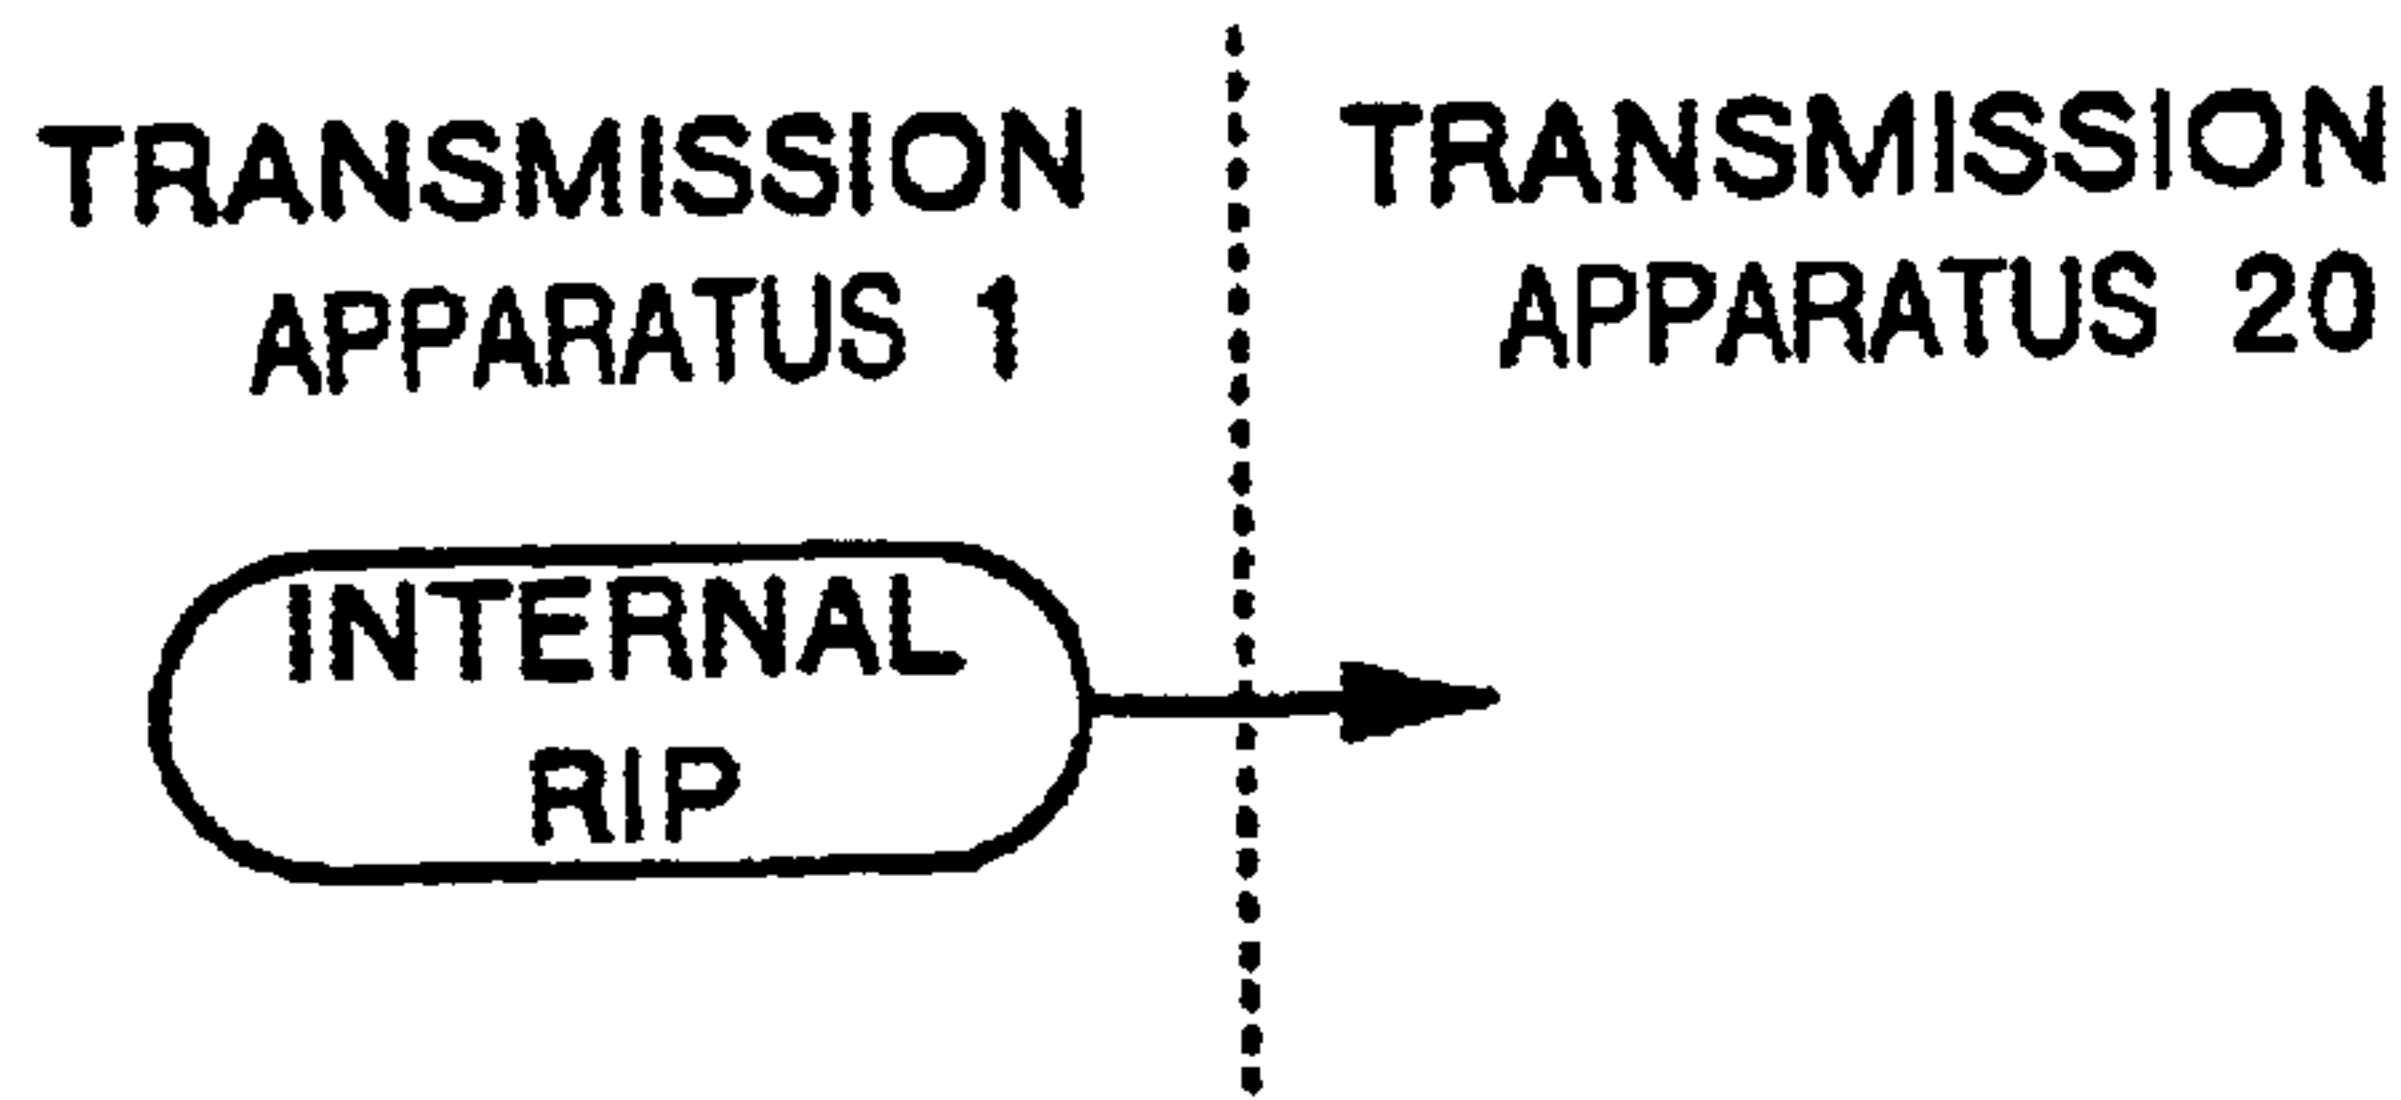 TRANSMISSION
APPARATUS 1
TRANSMISSION
APPARATUS 20
INTERNAL
RIP